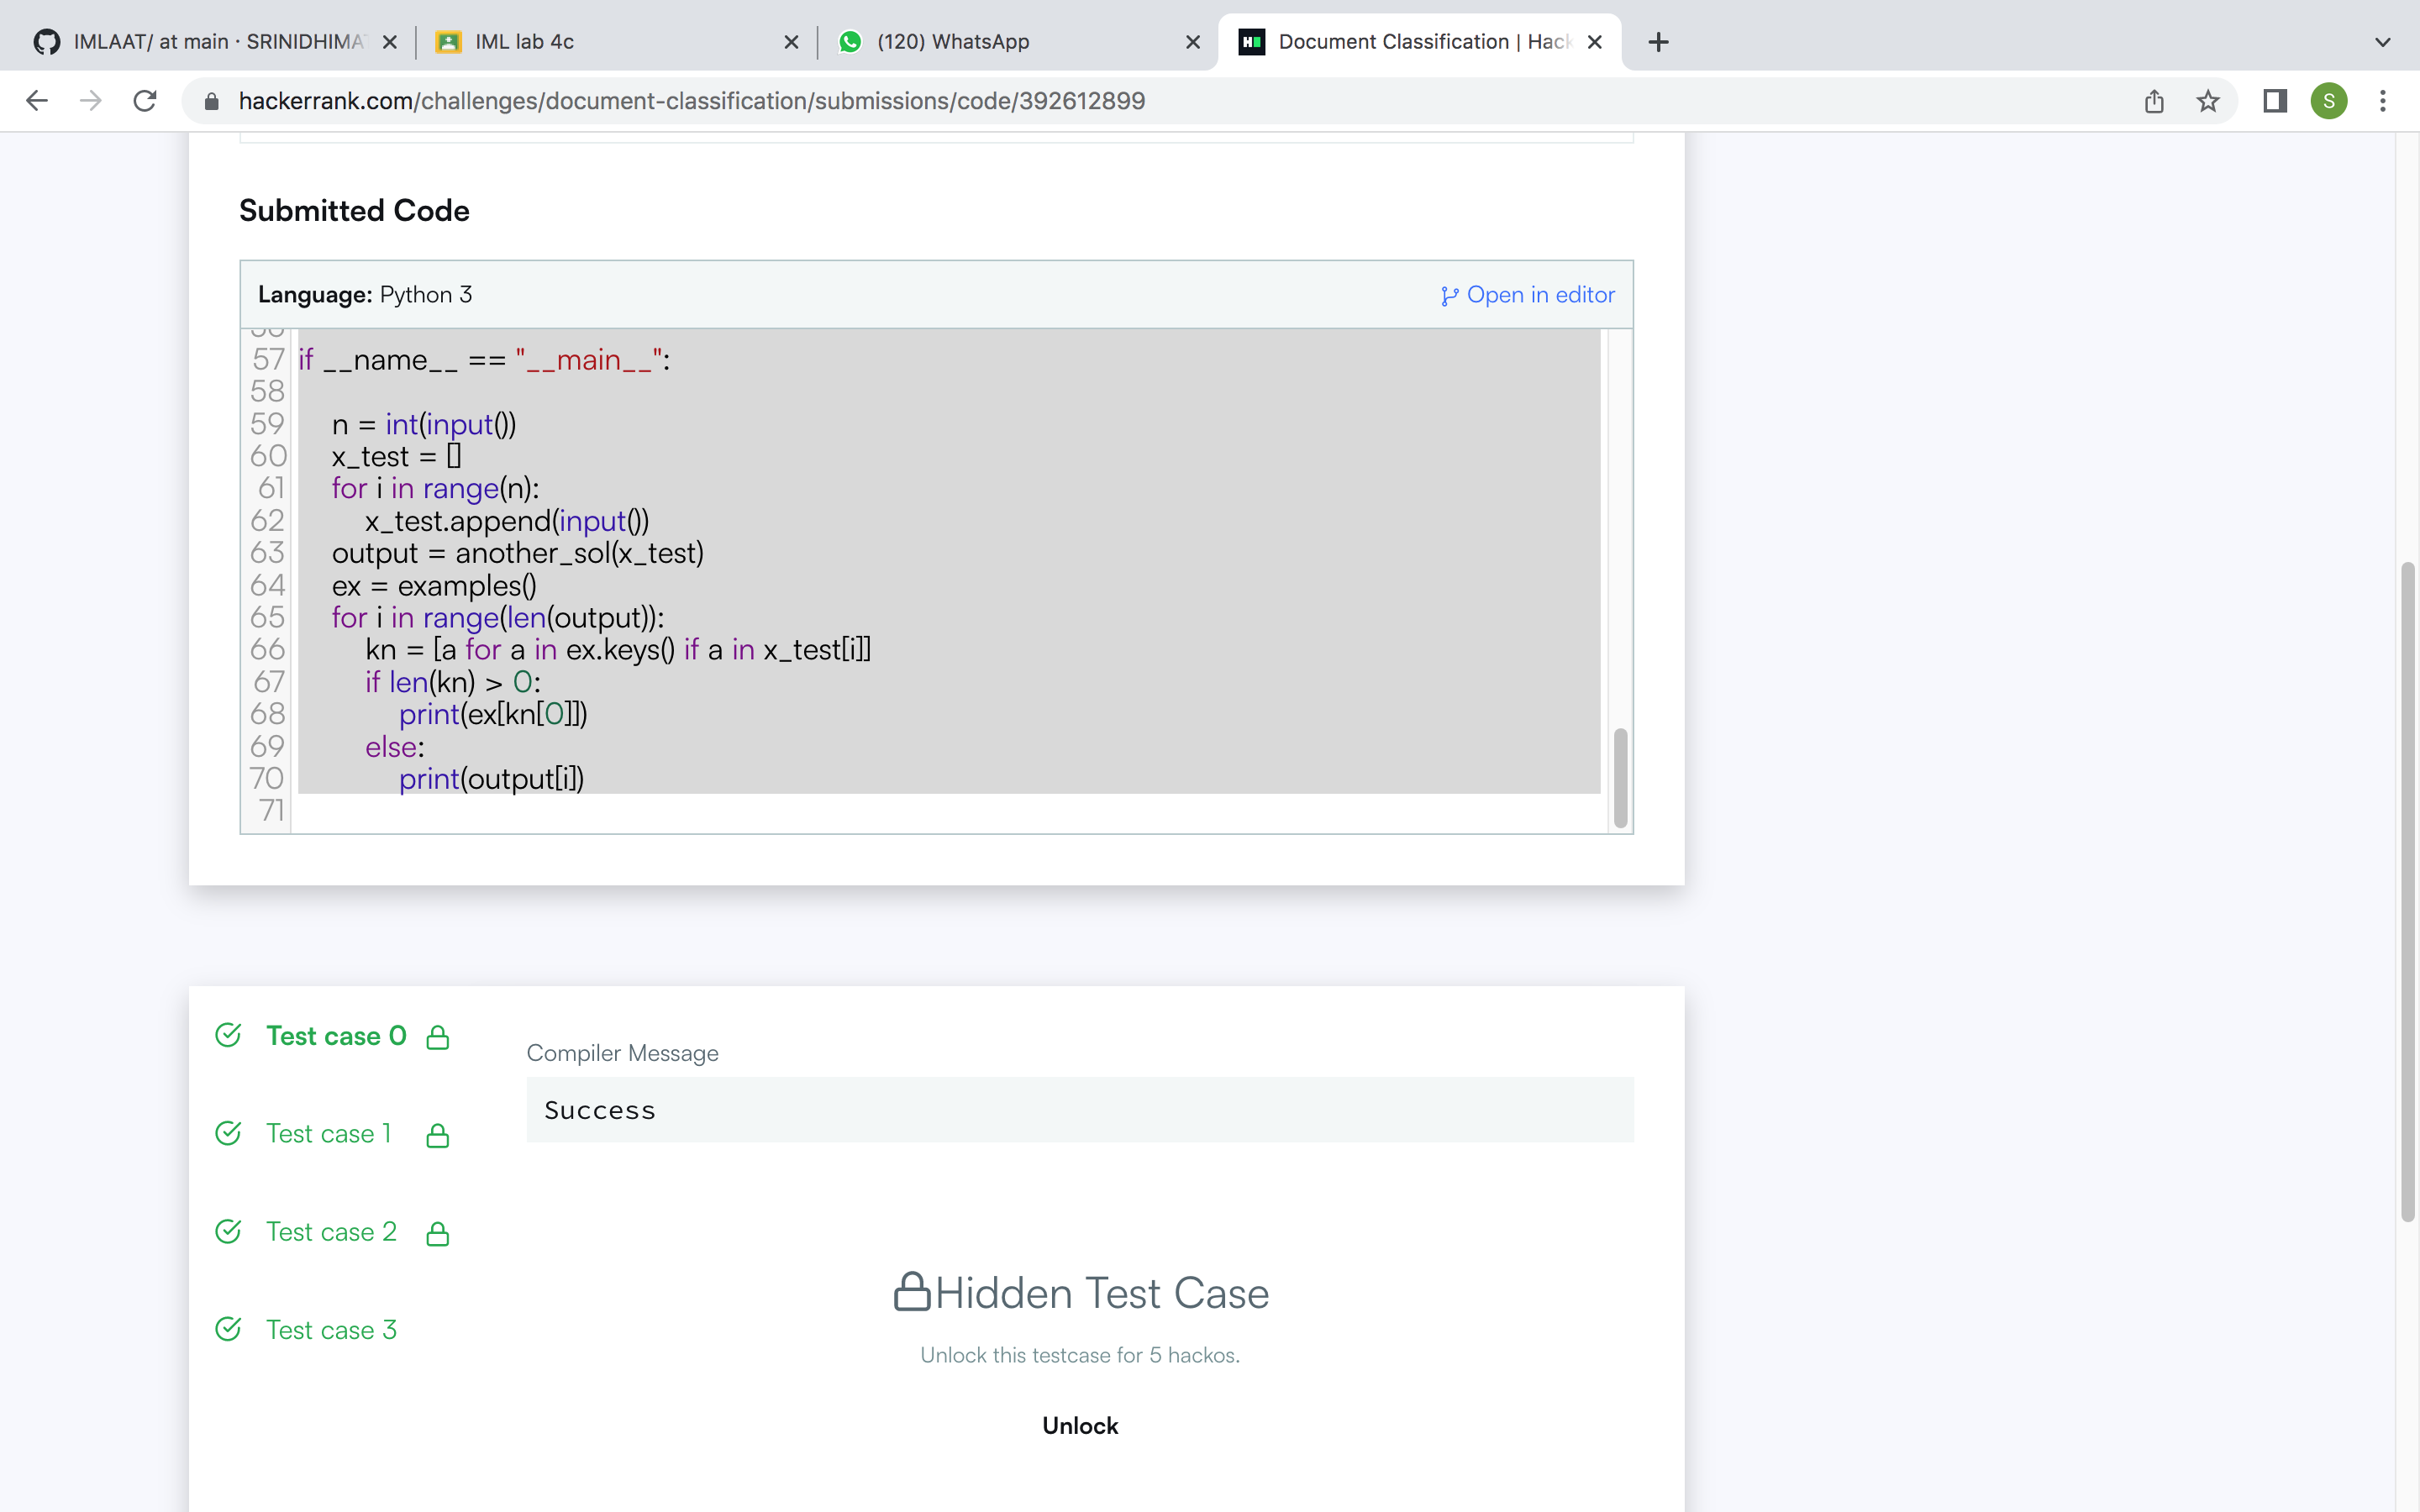 IMLAAT/ at main · SRINIDHIMA
IML lab 4c
(120) WhatsApp
Document Classification | Hack
hackerrank.com/challenges/document-classification/submissions/code/392612899
S
Submitted Code
Language: Python 3
Open in editor
56
57 if __name__ == "__main__":
58
59 n = int(input())
60 x_test = []
61 for i in range(n):
62 x_test.append(input())
63 output = another_sol(x_test)
64 ex = examples()
65 for i in range(len(output)):
66 kn = [a for a in ex.keys() if a in x_test[i]]
67 if len(kn) > 0:
68 print(ex[kn[0]])
69 else:
70 print(output[i])
71
Test case 0
Compiler Message
Success
Test case 1
Test case 2
Test case 3
Hidden Test Case
Unlock this testcase for 5 hackos.
Unlock